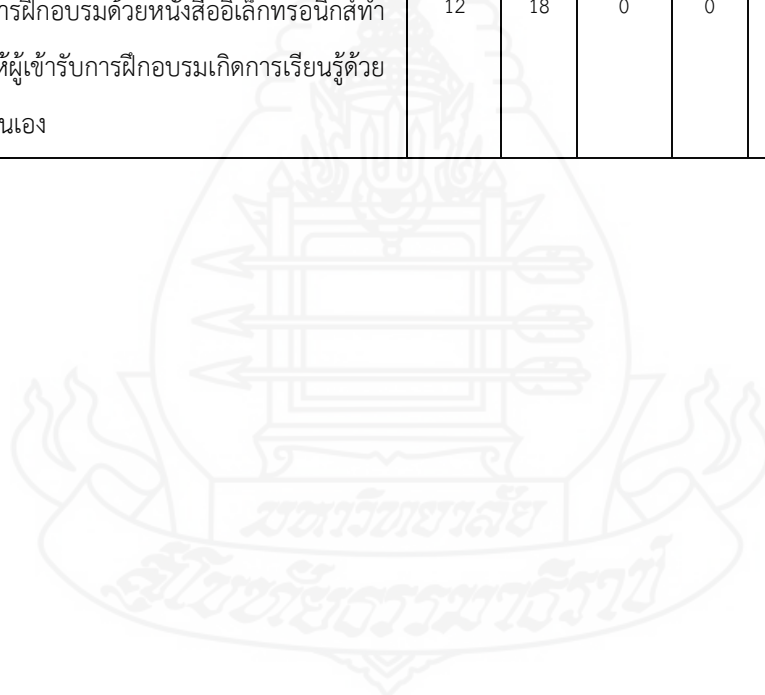 ารฝึกอบรมด้วยหนังสืออิเล็กทรอนิกส์ทำ 12 18 0 0
ห้ผู้เข้ารับการฝึกอบรมเกิดการเรียนรู้ด้วย
นเอง
มหาวิทยาลัย
สุโขทัยธรรมาธิราช